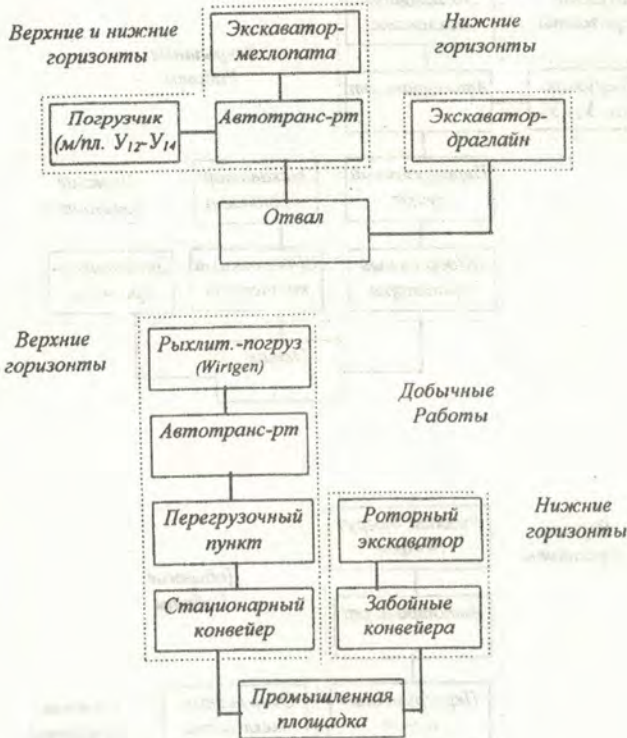 Верхние и нижние
горизонты
Экскаватор-
мехлопата
Нижние
горизонты
Погрузчик
(м/пл. У12-У14
Автотранс-рт
Экскаватор-
драглайн
Отвал
Верхние
горизонты
Рыхлит.-погруз
(Wirtgen)
Добычные
Работы
Автотранс-рт
Перегрузочный
пункт
Роторный
экскаватор
Нижние
горизонты
Стационарный
конвейер
Забойные
конвейера
Промышленная
площадка